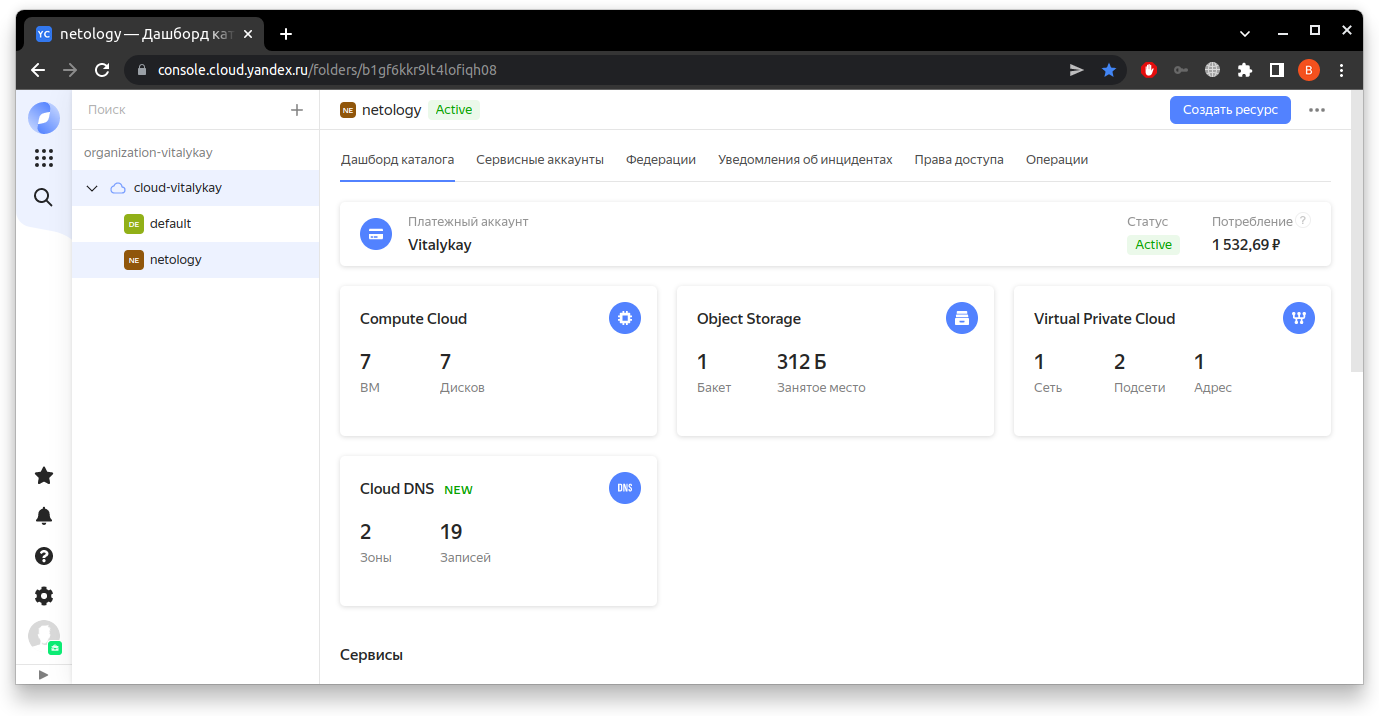 YC netology — Дашборд кат
console.cloud.yandex.ru/folders/b1gf6kkr9lt4lofiqh08
B
Поиск
NE netology Active
Создать ресурс
organization-vitalykay
cloud-vitalykay
DE default
NE netology
Дашборд каталога Сервисные аккаунты Федерации Уведомления об инцидентах Права доступа Операции
Платежный аккаунт Статус Потребление ?
Vitalykay Active 1 532,69 ₽
Compute Cloud
7 7
ВМ Дисков
Object Storage
1 312 Б
Бакет Занятое место
Virtual Private Cloud
1 2 1
Сеть Подсети Адрес
Cloud DNS NEW
DNS
2 19
Зоны Записей
Сервисы